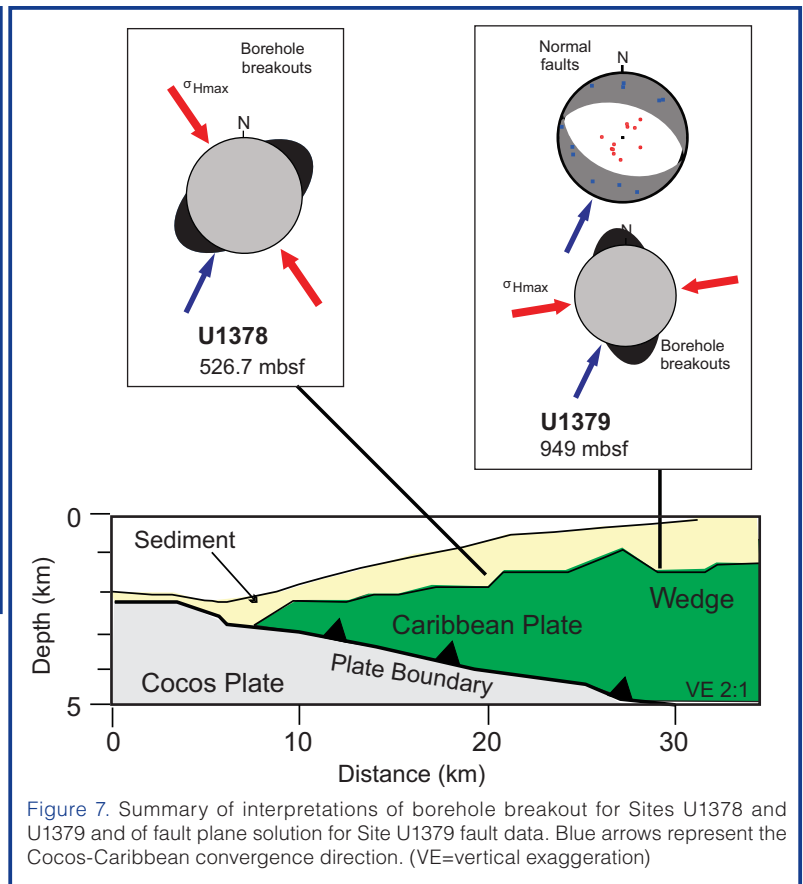 Borehole
breakouts
σHmax
N
U1378
526.7 mbsf
Normal
faults
N
N
σHmax
Borehole
breakouts
U1379
949 mbsf
0
Sediment
Wedge
Caribbean Plate
Depth (km)
Plate Boundary
Cocos Plate
VE 2:1
5
0
10
20
30
Distance (km)
Figure 7. Summary of interpretations of borehole breakout for Sites U1378 and
U1379 and of fault plane solution for Site U1379 fault data. Blue arrows represent the
Cocos-Caribbean convergence direction. (VE=vertical exaggeration)